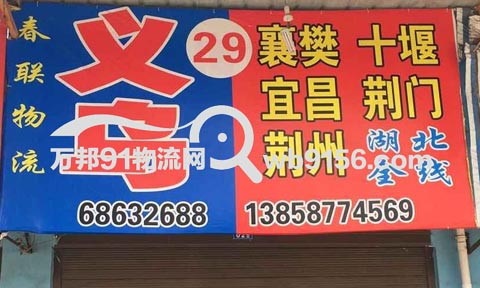 春联物流
义乌
29
襄樊 十堰
宜昌 荆门
荆州 湖北全线
万邦91物流网 wb9156.com
68632688 13858774569